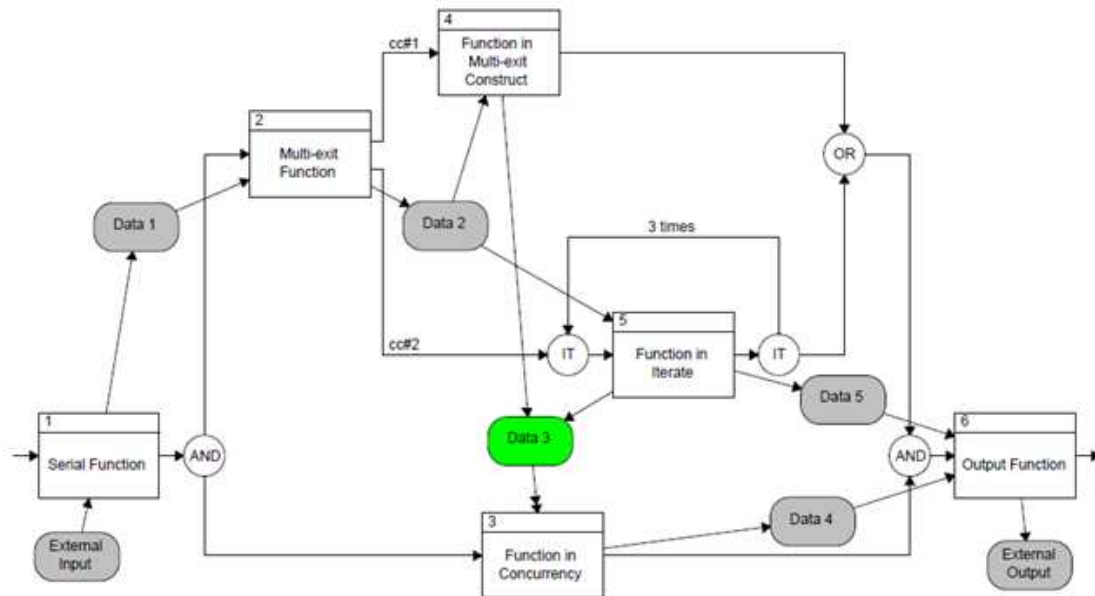 4
Function in
Multi-exit
Construct
cc#1
2
Multi-exit
Function
OR
Data 1
Data 2
3 times
5
Function in
Iterate
IT
IT
cc#2
Data 5
1
Serial Function
AND
Data 3
AND
6
Output Function
Data 4
3
Function in
Concurrency
External
Input
External
Output